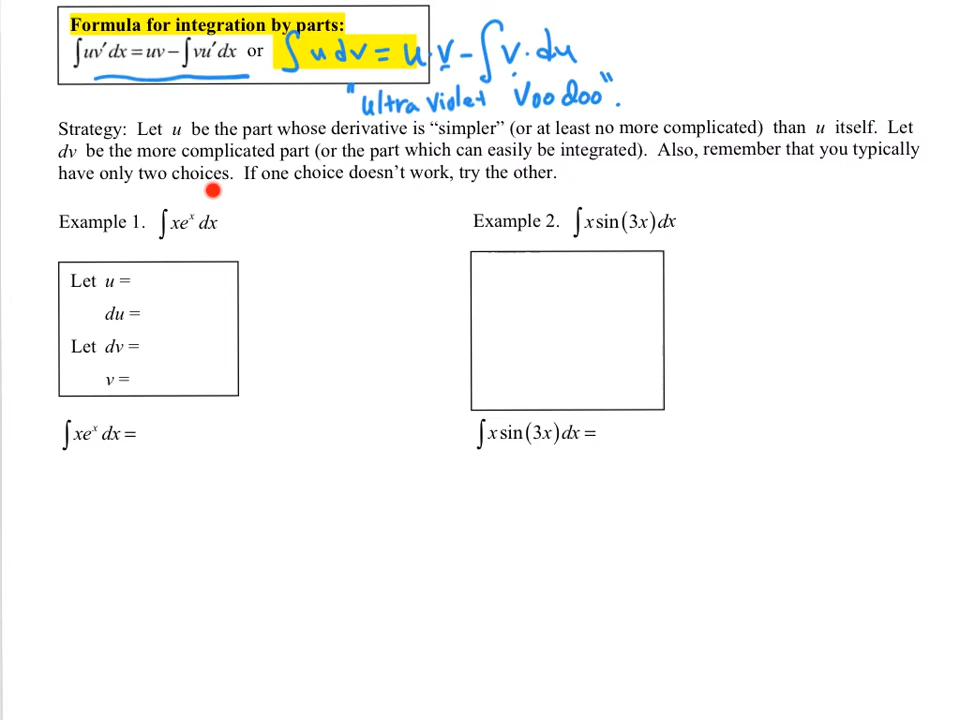 Formula for integration by parts:
∫uv′ dx = uv − ∫vu′ dx or ∫u dv = u·v − ∫v·du
"ultra violet Voo doo".
Strategy: Let u be the part whose derivative is “simpler” (or at least no more complicated) than u itself. Let
dv be the more complicated part (or the part which can easily be integrated). Also, remember that you typically
have only two choices. If one choice doesn’t work, try the other.
Example 1. ∫xeˣ dx
Example 2. ∫x sin(3x) dx
Let u =
du =
Let dv =
v =
∫xeˣ dx =
∫x sin(3x) dx =